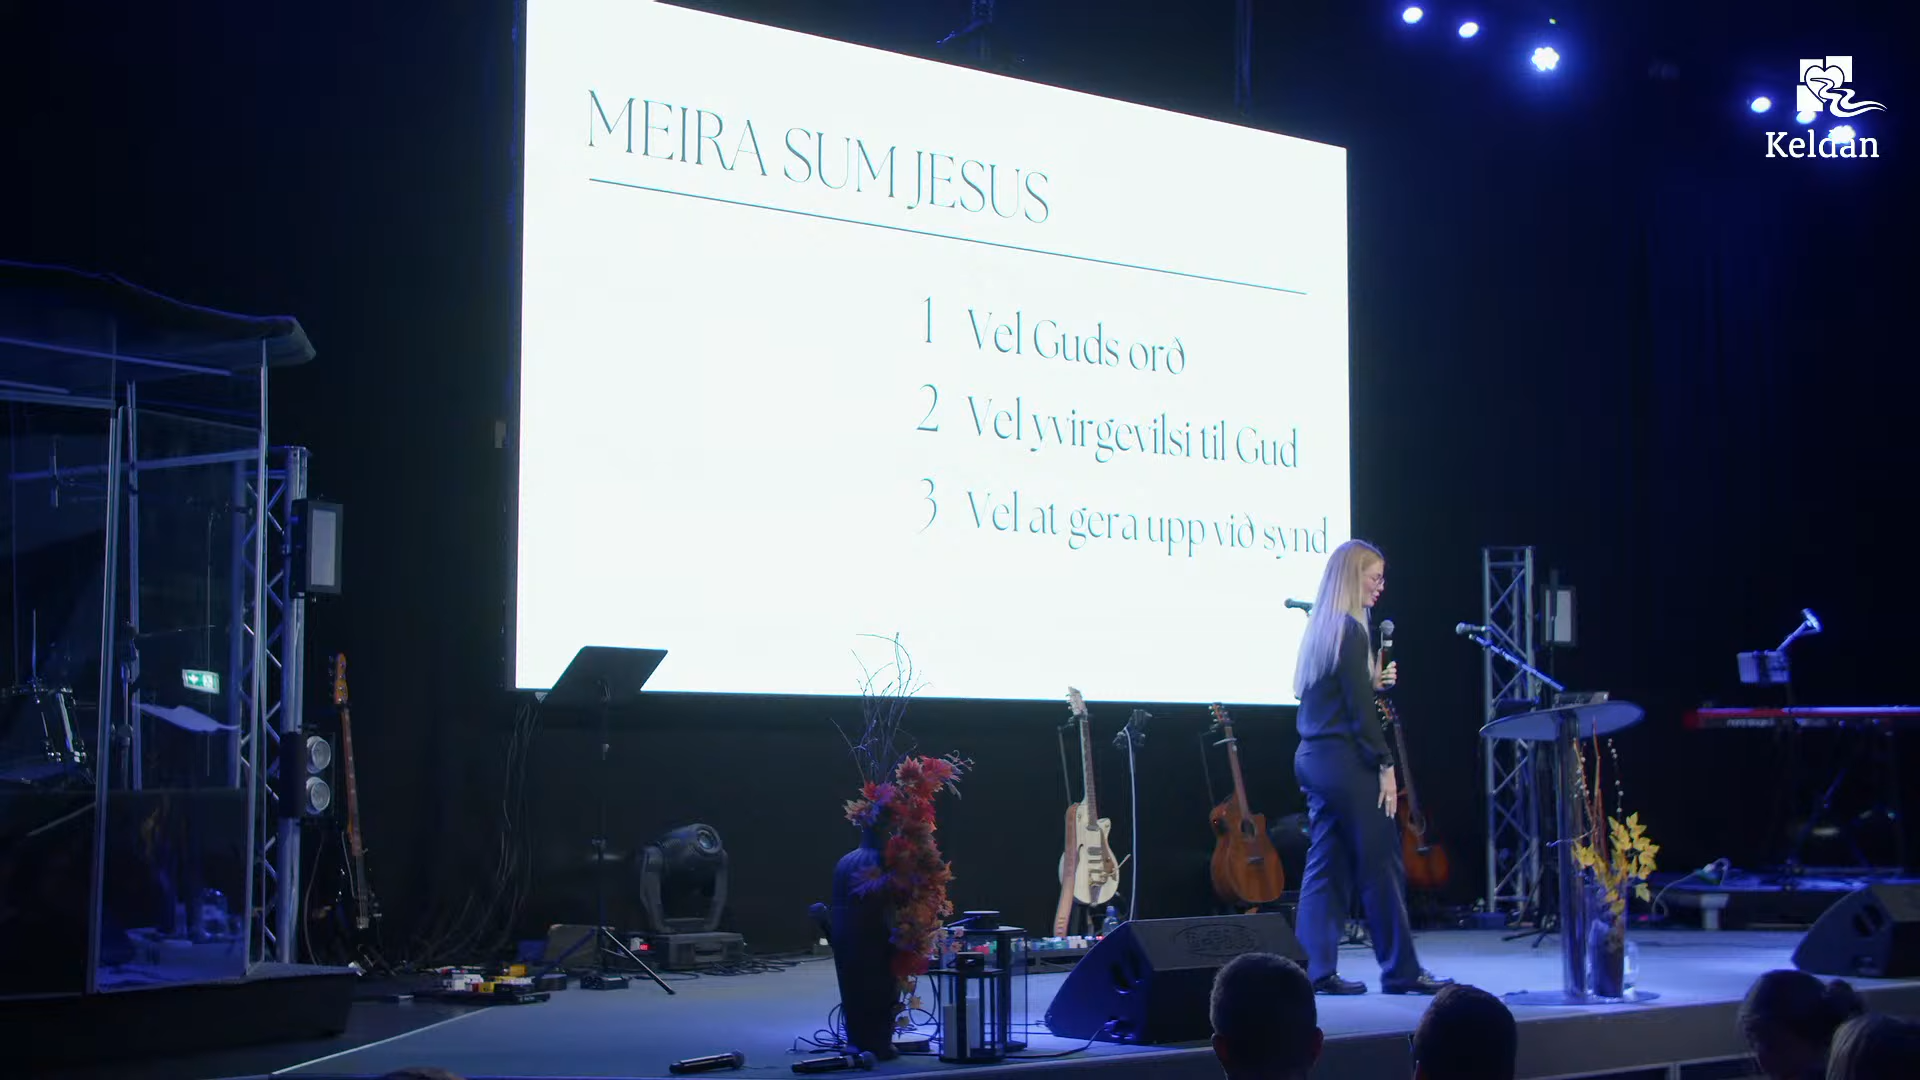 MEIRA SUM JESUS
1 Vel Guds orð
2 Vel yvirgevilsi til Gud
3 Vel at gera upp við synd
Keldan